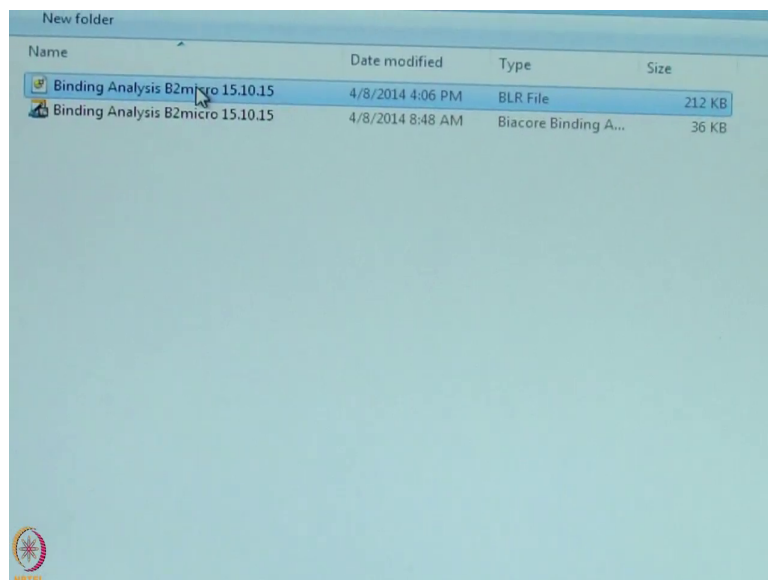 New folder
Name Date modified Type Size
Binding Analysis B2micro 15.10.15 4/8/2014 4:06 PM BLR File 212 KB
Binding Analysis B2micro 15.10.15 4/8/2014 8:48 AM Biacore Binding A... 36 KB